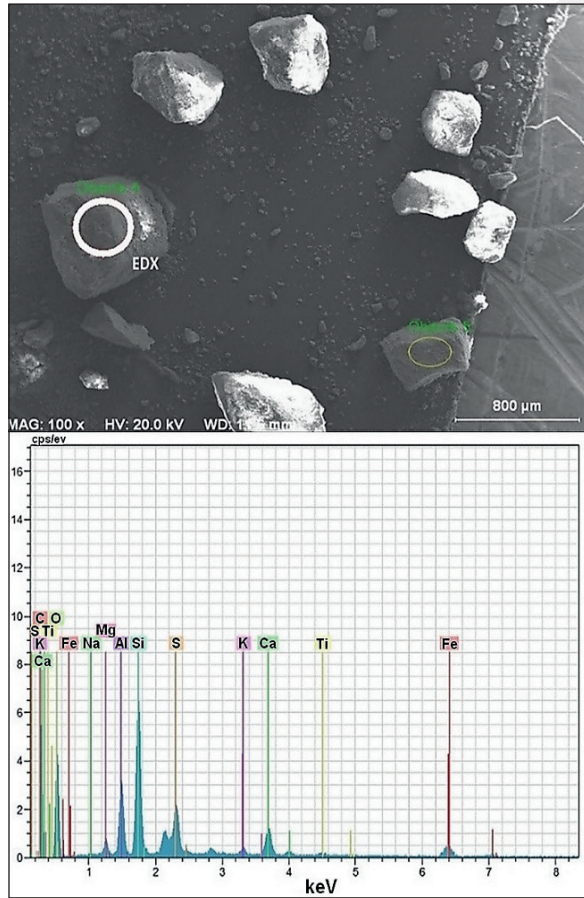 EDX
MAG: 100 x HV: 20.0 kV WD:
mm
800 µm
cps/ev
16
14
12
10
8
6
4
2
0
C O
S Ti
K Fe Na Mg Al Si S K Ca Ti Fe
Ca
1 2 3 4 5 6 7 8
keV